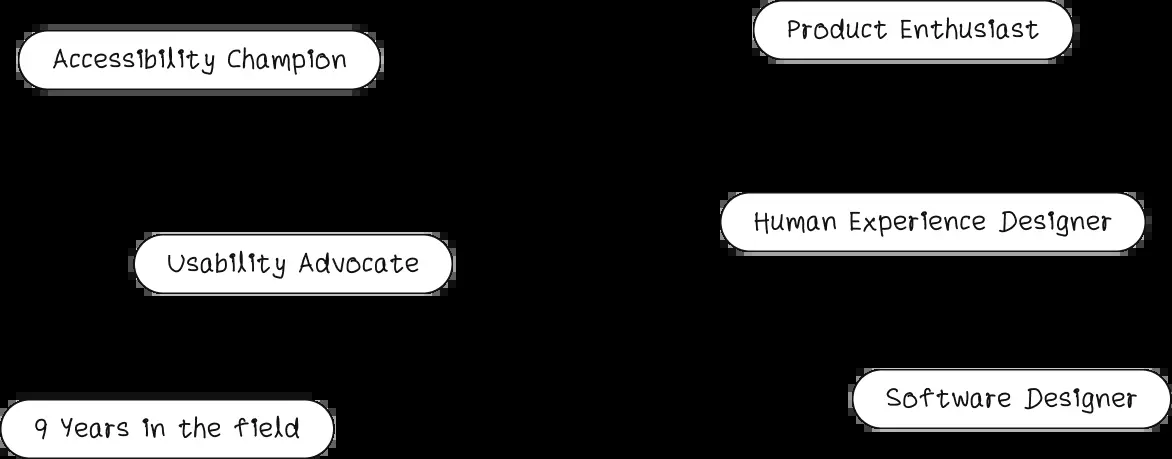 Accessibility Champion
Product Enthusiast
Human Experience Designer
Usability Advocate
Software Designer
9 Years in the field